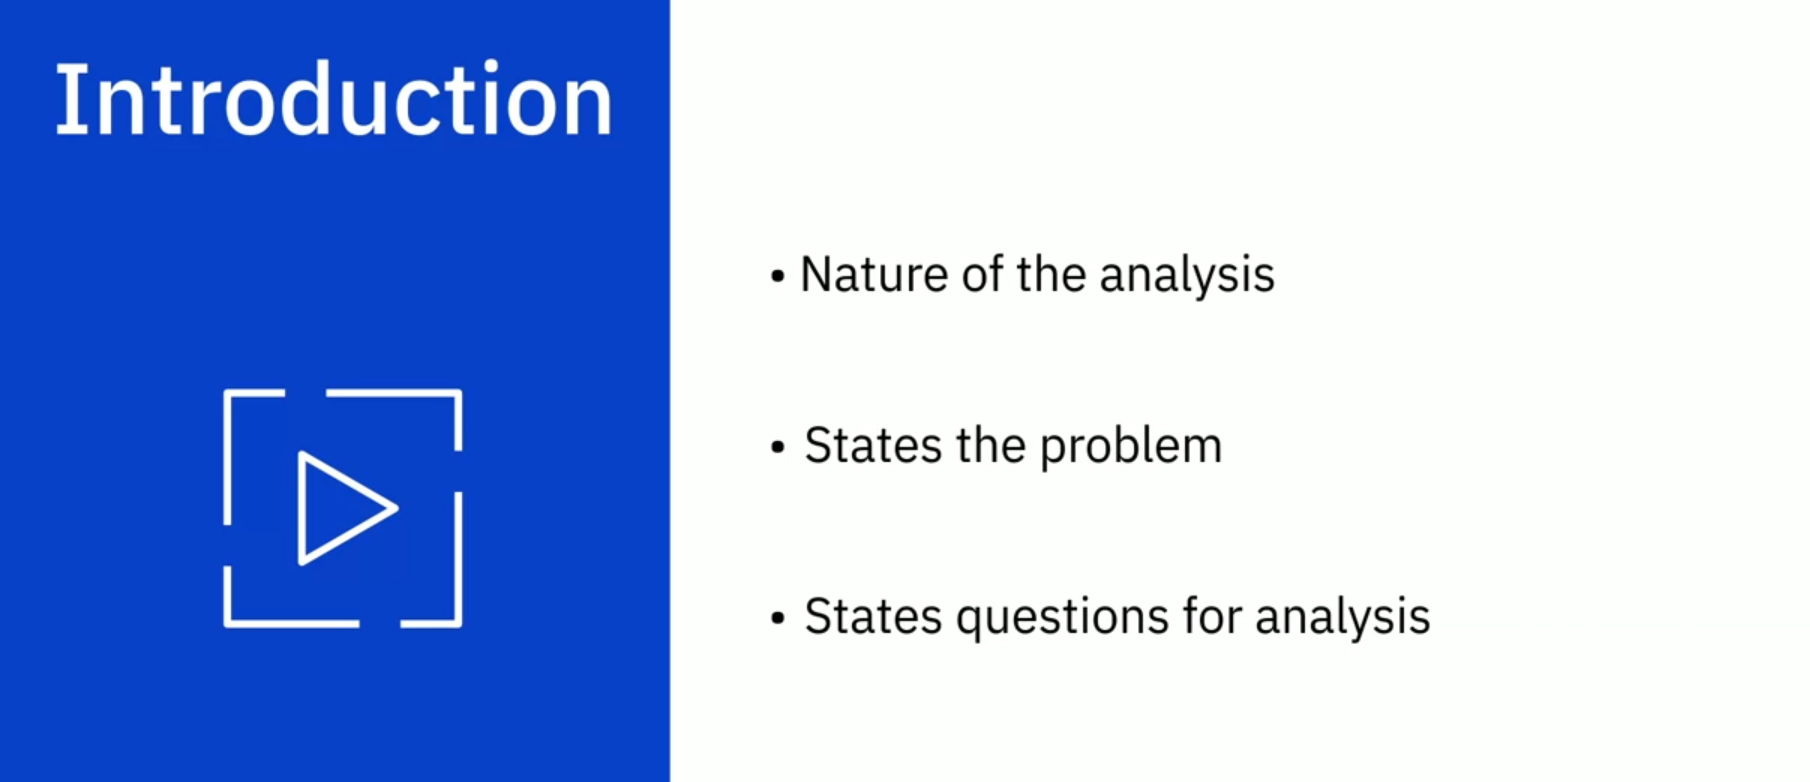 Introduction
• Nature of the analysis
• States the problem
• States questions for analysis